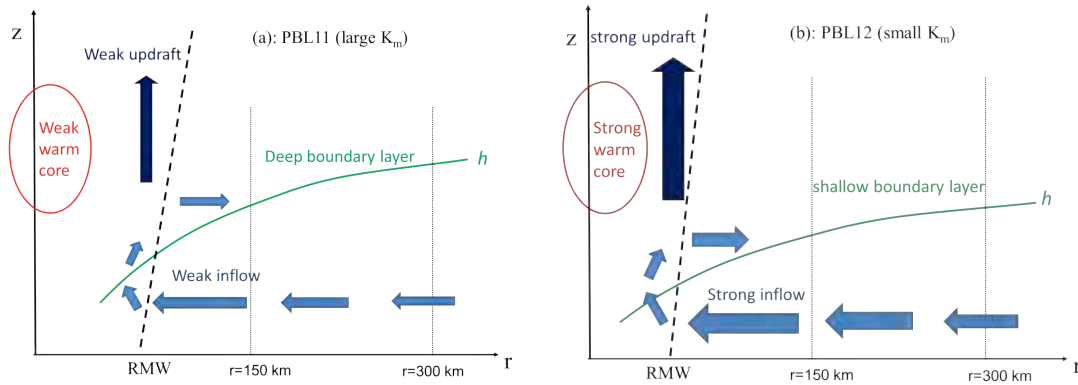 z
(a): PBL11 (large Km)
Weak updraft
Weak
warm
core
Deep boundary layer
h
Weak inflow
RMW
r=150 km
r=300 km
r
z
strong updraft
(b): PBL12 (small Km)
Strong
warm
core
shallow boundary layer
h
Strong inflow
RMW
r=150 km
r=300 km
r